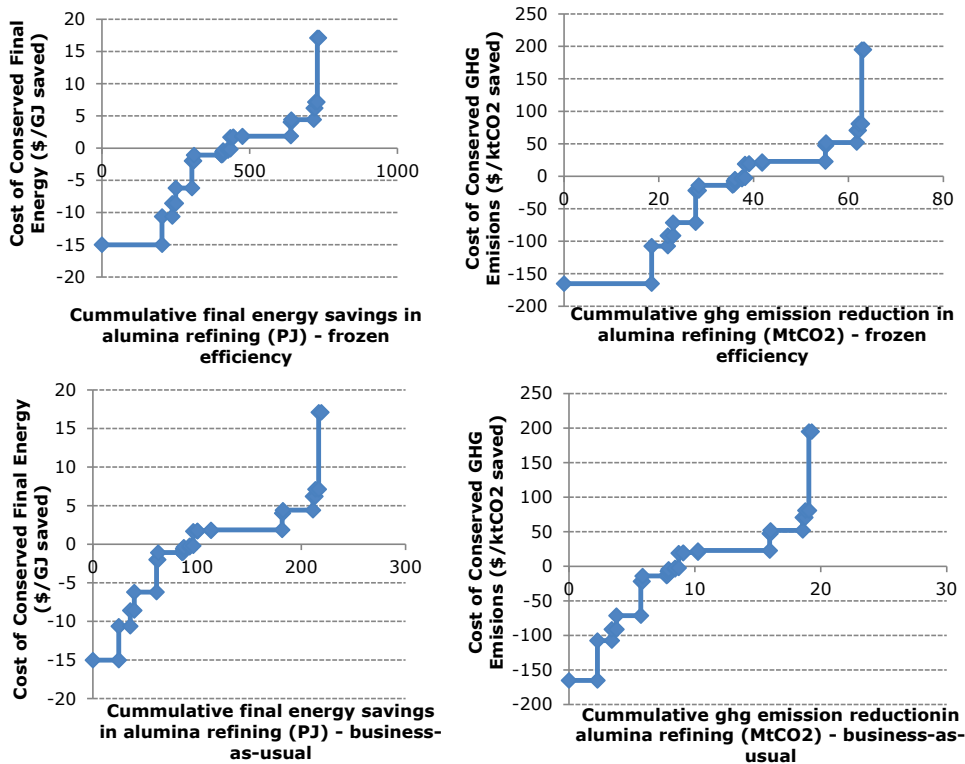 Cost of Conserved Final
Energy ($/GJ saved)
20
15
10
5
0
-5
-10
-15
-20
0
500
1000
Cummulative final energy savings in
alumina refining (PJ) - frozen
efficiency
Cost of Conserved GHG
Emisions ($/ktCO2 saved)
250
200
150
100
50
0
-50
-100
-150
-200
0
20
40
60
80
Cummulative ghg emission reduction in
alumina refining (MtCO2) - frozen
efficiency
Cost of Conserved Final Energy
($/GJ saved)
20
15
10
5
0
-5
-10
-15
-20
0
100
200
300
Cummulative final energy savings
in alumina refining (PJ) - business-
as-usual
Cost of Conserved GHG
Emisions ($/ktCO2 saved)
250
200
150
100
50
0
-50
-100
-150
-200
0
10
20
30
Cummulative ghg emission reductionin
alumina refining (MtCO2) - business-as-
usual